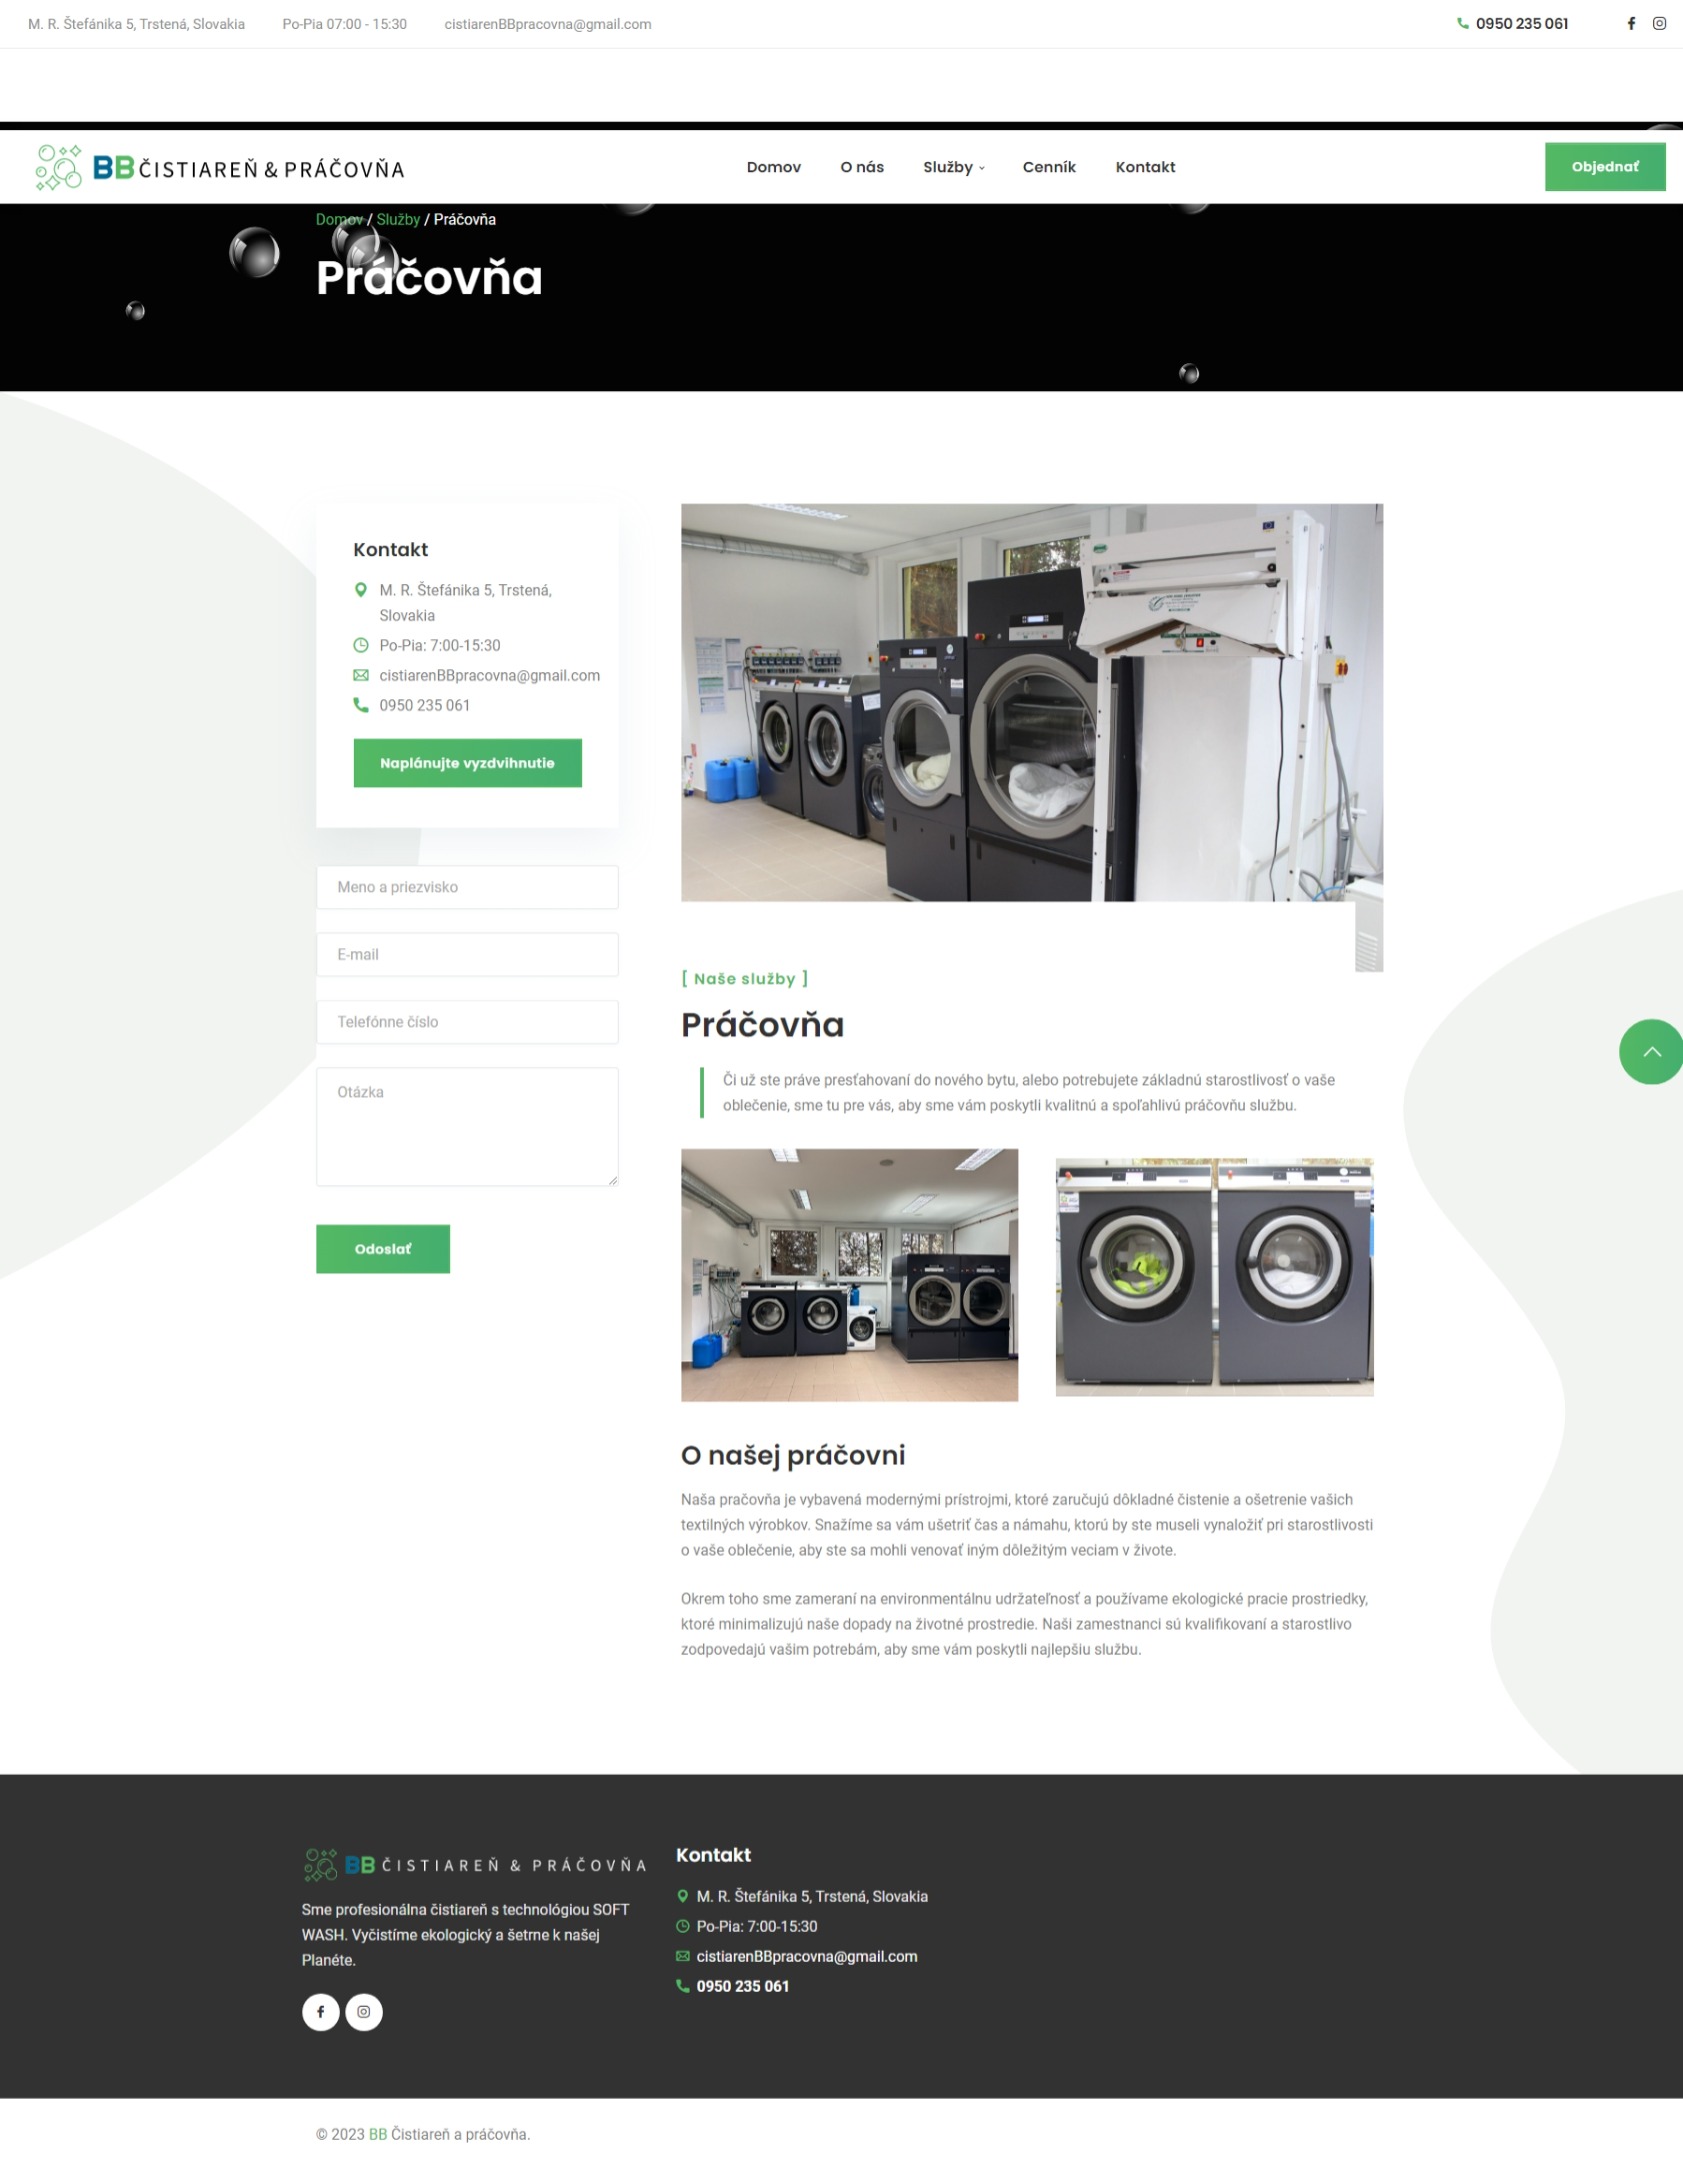 M. R. Štefánika 5, Trstená, Slovakia
Po-Pia 07:00 - 15:30
cistiarenBBpracovna@gmail.com
0950 235 061
BB ČISTIAREŇ & PRÁČOVŇA
Domov
O nás
Služby
Cenník
Kontakt
Objednať
Domov / Služby / Práčovňa
Práčovňa
Kontakt
M. R. Štefánika 5, Trstená,
Slovakia
Po-Pia: 7:00-15:30
cistiarenBBpracovna@gmail.com
0950 235 061
Naplánujte vyzdvihnutie
Meno a priezvisko
E-mail
Telefónne číslo
Otázka
Odoslať
[ Naše služby ]
Práčovňa
Či už ste práve presťahovaní do nového bytu, alebo potrebujete základnú starostlivosť o vaše
oblečenie, sme tu pre vás, aby sme vám poskytli kvalitnú a spoľahlivú práčovňu službu.
O našej práčovni
Naša pračovňa je vybavená modernými prístrojmi, ktoré zaručujú dôkladné čistenie a ošetrenie vašich
textilných výrobkov. Snažíme sa vám ušetriť čas a námahu, ktorú by ste museli vynaložiť pri starostlivosti
o vaše oblečenie, aby ste sa mohli venovať iným dôležitým veciam v živote.
Okrem toho sme zameraní na environmentálnu udržateľnosť a používame ekologické pracie prostriedky,
ktoré minimalizujú naše dopady na životné prostredie. Naši zamestnanci sú kvalifikovaní a starostlivo
zodpovedajú vašim potrebám, aby sme vám poskytli najlepšiu službu.
BB ČISTIAREŇ & PRÁČOVŇA
Sme profesionálna čistiareň s technológiou SOFT
WASH. Vyčistíme ekologický a šetrne k našej
Planéte.
Kontakt
M. R. Štefánika 5, Trstená, Slovakia
Po-Pia: 7:00-15:30
cistiarenBBpracovna@gmail.com
0950 235 061
© 2023 BB Čistiareň a práčovňa.